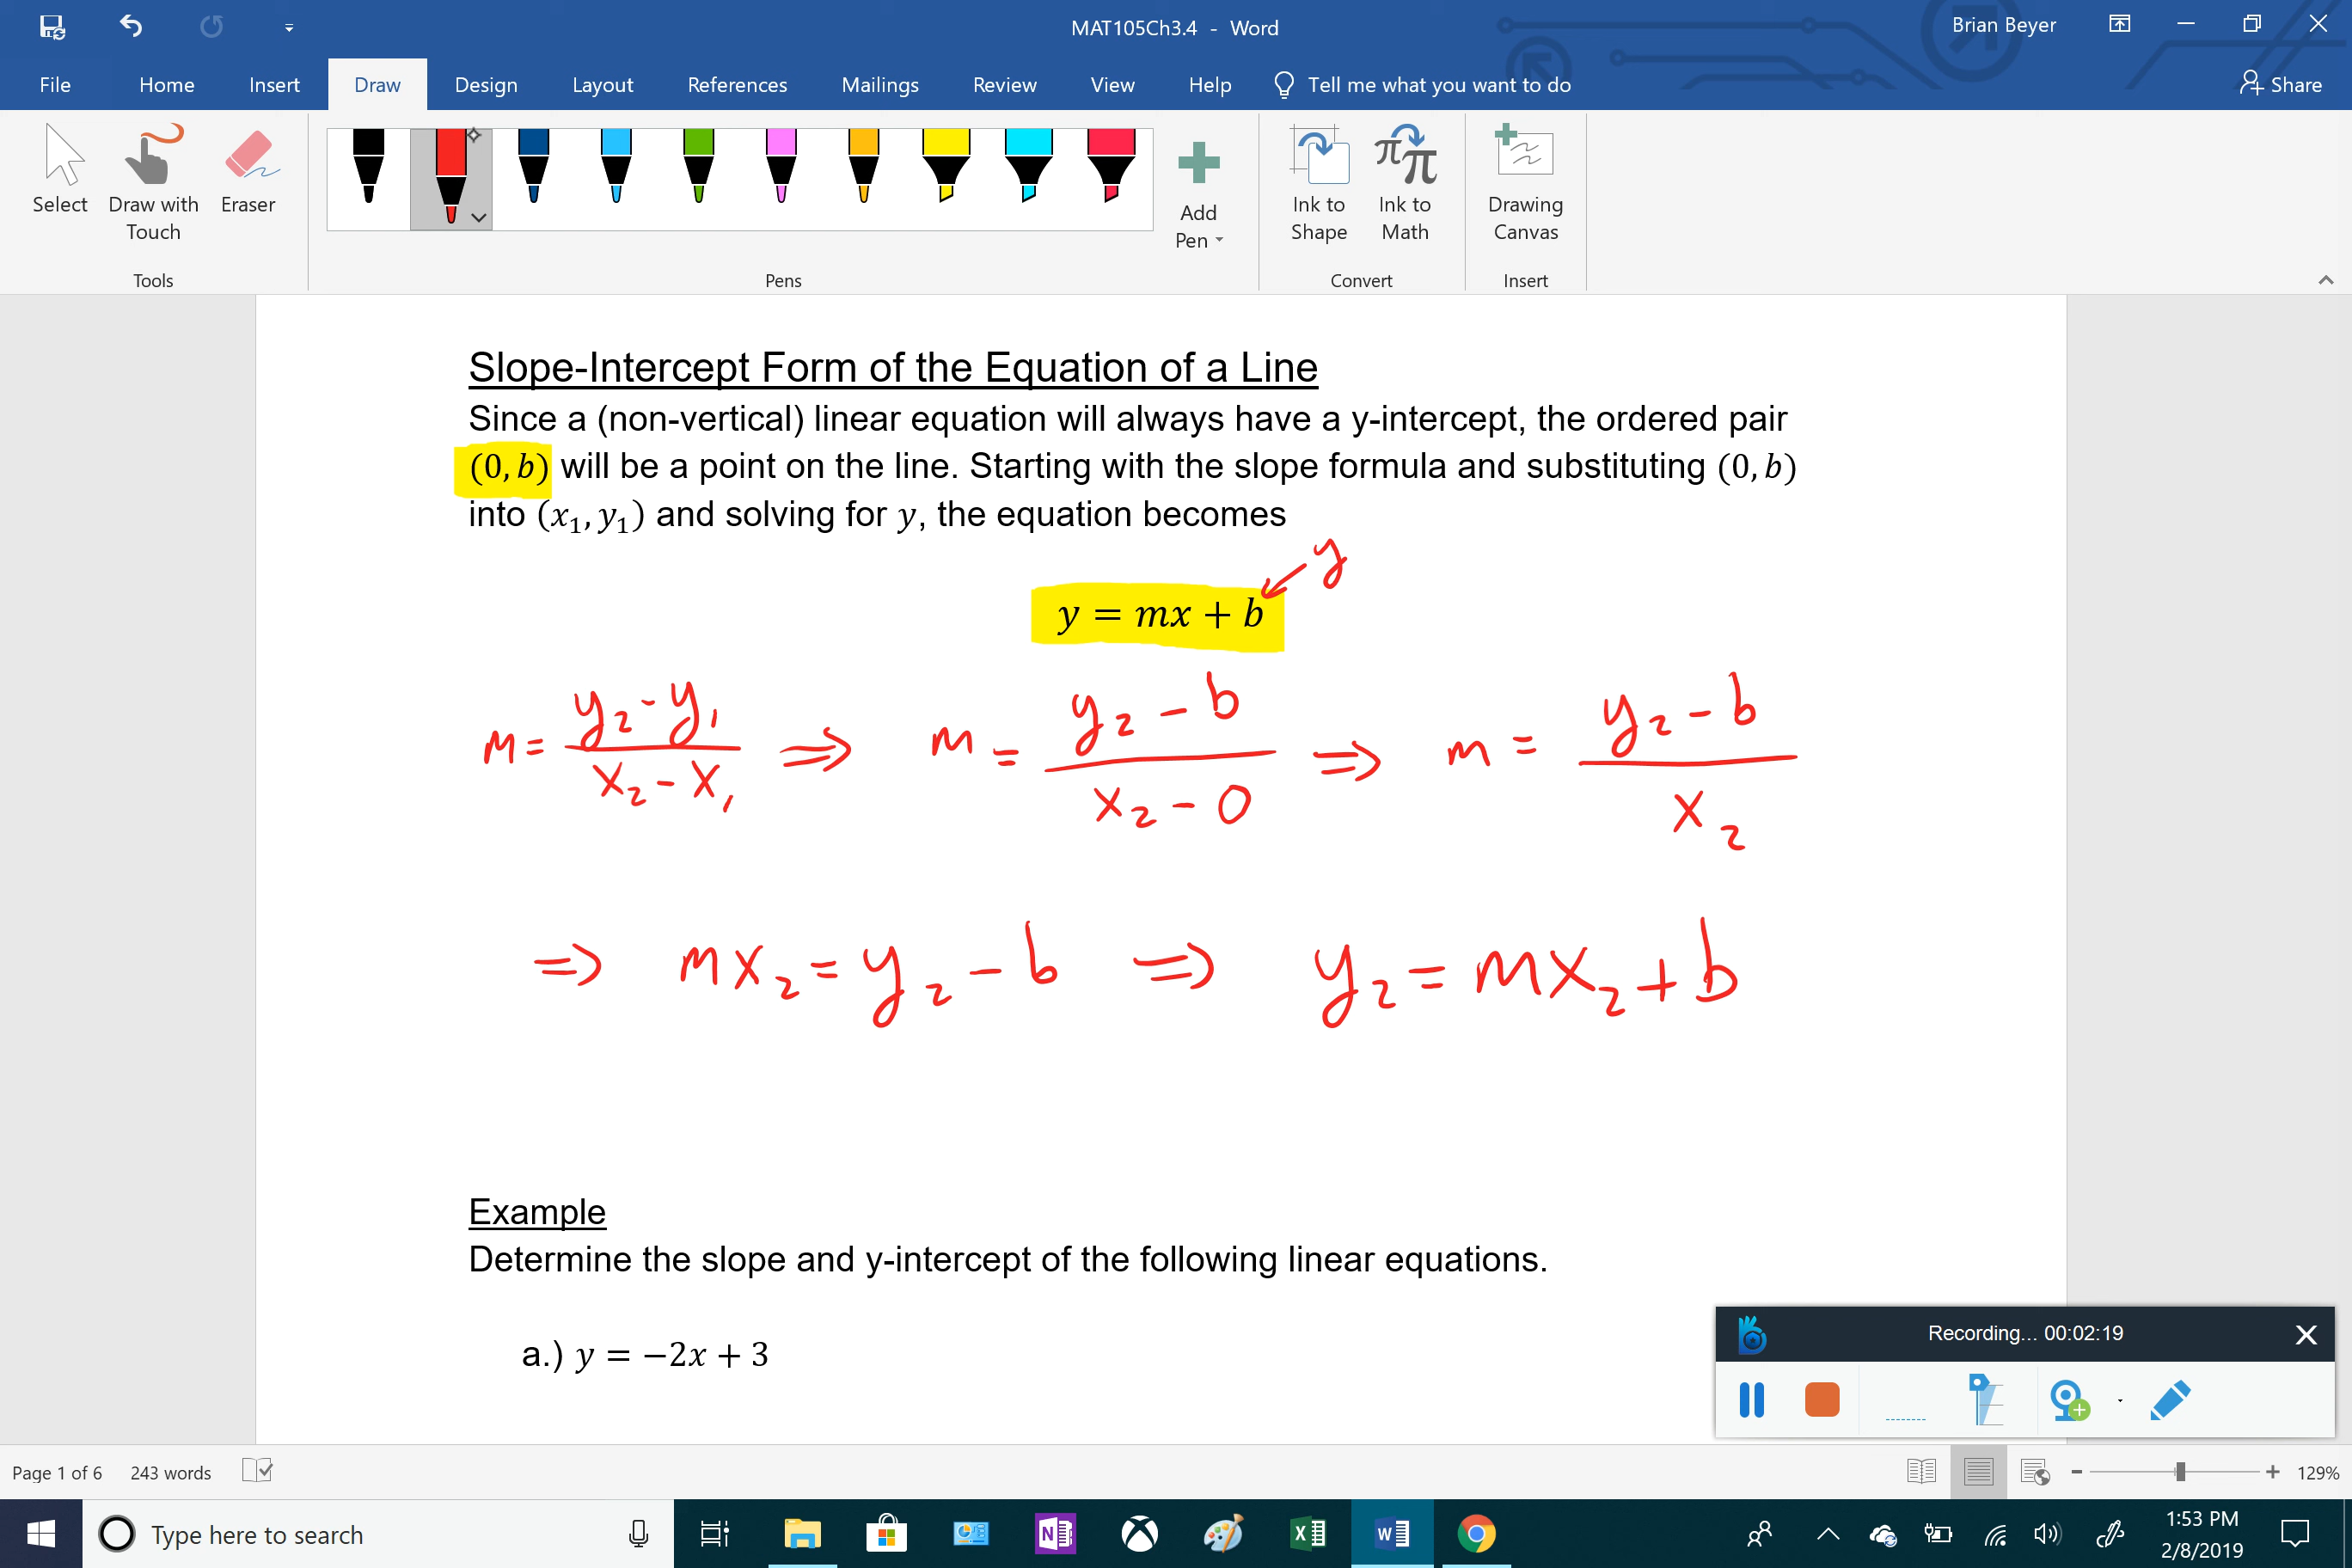 MAT105Ch3.4 - Word
Brian Beyer
File Home Insert Draw Design Layout References Mailings Review View Help Tell me what you want to do Share
Select Draw with Touch Eraser
Add Pen
Ink to Shape Ink to Math
Drawing Canvas
Tools Pens Convert Insert
Slope-Intercept Form of the Equation of a Line
Since a (non-vertical) linear equation will always have a y-intercept, the ordered pair
(0, b) will be a point on the line. Starting with the slope formula and substituting (0, b)
into (x₁, y₁) and solving for y, the equation becomes
y
y = mx + b
m = (y₂ - y₁)/(x₂ - x₁) ⇒ m = (y₂ - b)/(x₂ - 0) ⇒ m = (y₂ - b)/x₂
⇒ mx₂ = y₂ - b ⇒ y₂ = mx₂ + b
Example
Determine the slope and y-intercept of the following linear equations.
a.) y = −2x + 3
Recording... 00:02:19
Page 1 of 6 243 words
129%
Type here to search
1:53 PM
2/8/2019